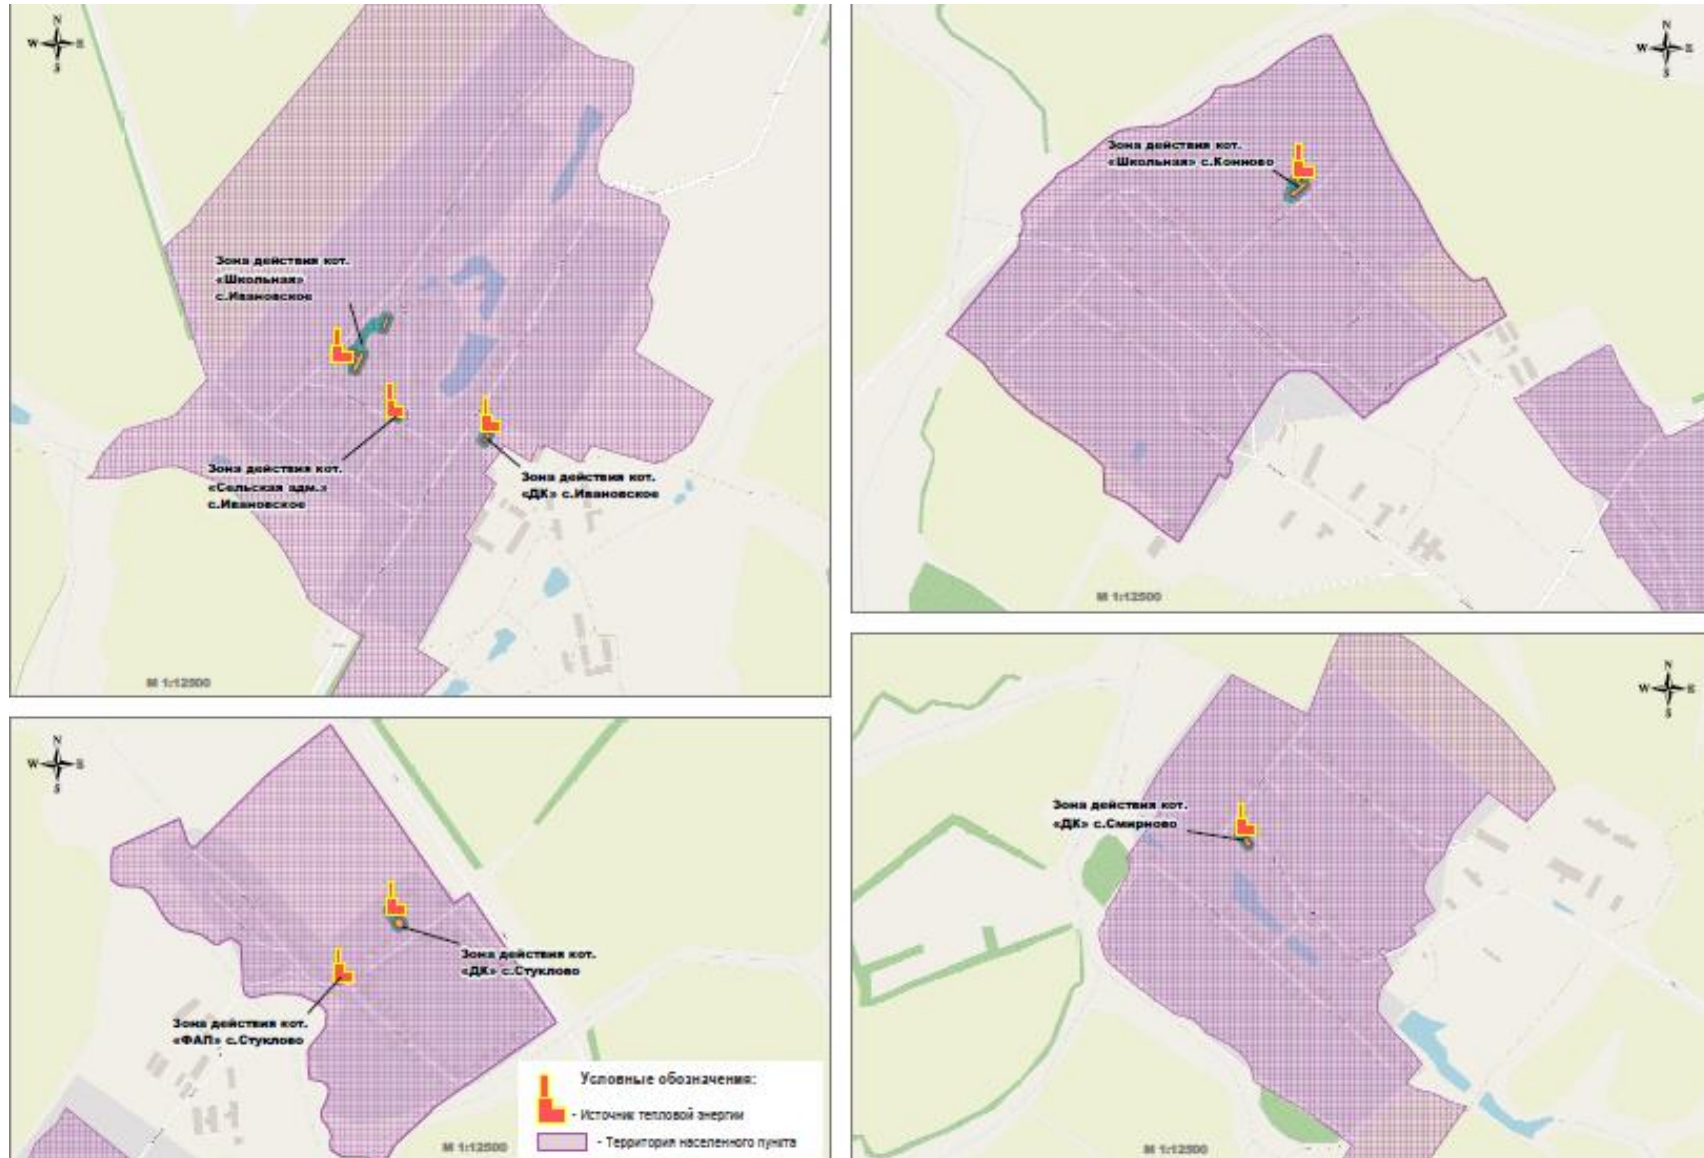 N
W E
S
Зона действия кот.
«Школьная»
с.Ивановское
Зона действия кот.
«Сельская адм.»
с.Ивановское
Зона действия кот.
«ДК» с.Ивановское
М 1:12500
N
W E
S
Зона действия кот.
«Школьная» с.Конново
М 1:12500
N
W E
S
Зона действия кот.
«ДК» с.Стуклово
Зона действия кот.
«ФАП» с.Стуклово
Условные обозначения:
- Источник тепловой энергии
- Территория населенного пункта
М 1:12500
N
W E
S
Зона действия кот.
«ДК» с.Смирново
М 1:12500